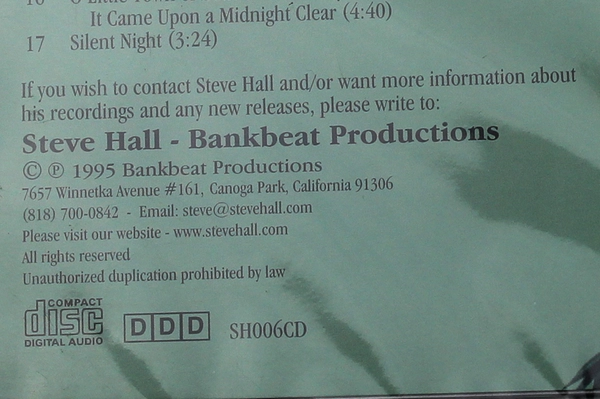 It Came Upon a Midnight Clear (4:40)
17 Silent Night (3:24)
If you wish to contact Steve Hall and/or want more information about
his recordings and any new releases, please write to:
Steve Hall - Bankbeat Productions
© ℗ 1995 Bankbeat Productions
7657 Winnetka Avenue #161, Canoga Park, California 91306
(818) 700-0842 - Email: steve@stevehall.com
Please visit our website - www.stevehall.com
All rights reserved
Unauthorized duplication prohibited by law
COMPACT
disc
DIGITAL AUDIO
DDD
SH006CD